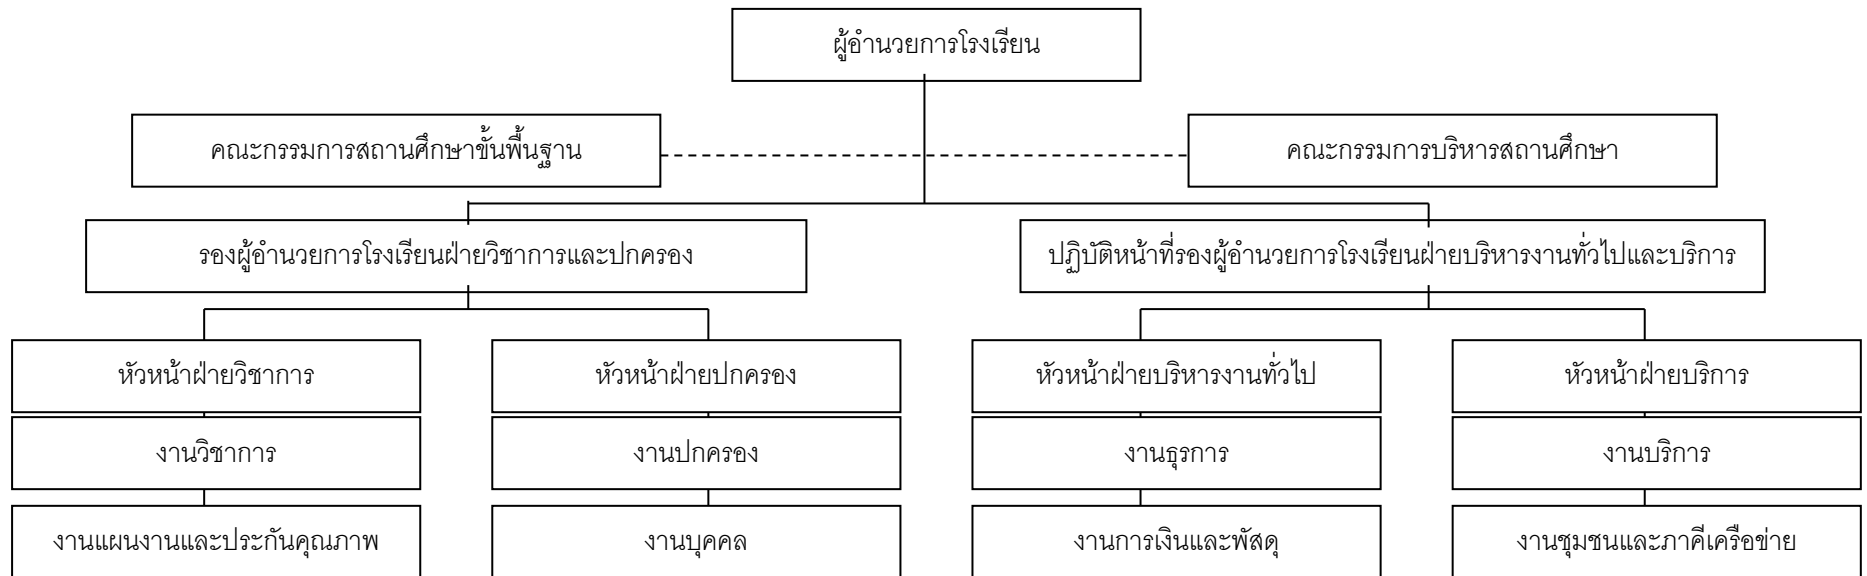 ผู้อำนวยการโรงเรียน
คณะกรรมการสถานศึกษาขั้นพื้นฐาน
คณะกรรมการบริหารสถานศึกษา
รองผู้อำนวยการโรงเรียนฝ่ายวิชาการและปกครอง
ปฏิบัติหน้าที่รองผู้อำนวยการโรงเรียนฝ่ายบริหารงานทั่วไปและบริการ
หัวหน้าฝ่ายวิชาการ
หัวหน้าฝ่ายปกครอง
หัวหน้าฝ่ายบริหารงานทั่วไป
หัวหน้าฝ่ายบริการ
งานวิชาการ
งานปกครอง
งานธุรการ
งานบริการ
งานแผนงานและประกันคุณภาพ
งานบุคคล
งานการเงินและพัสดุ
งานชุมชนและภาคีเครือข่าย